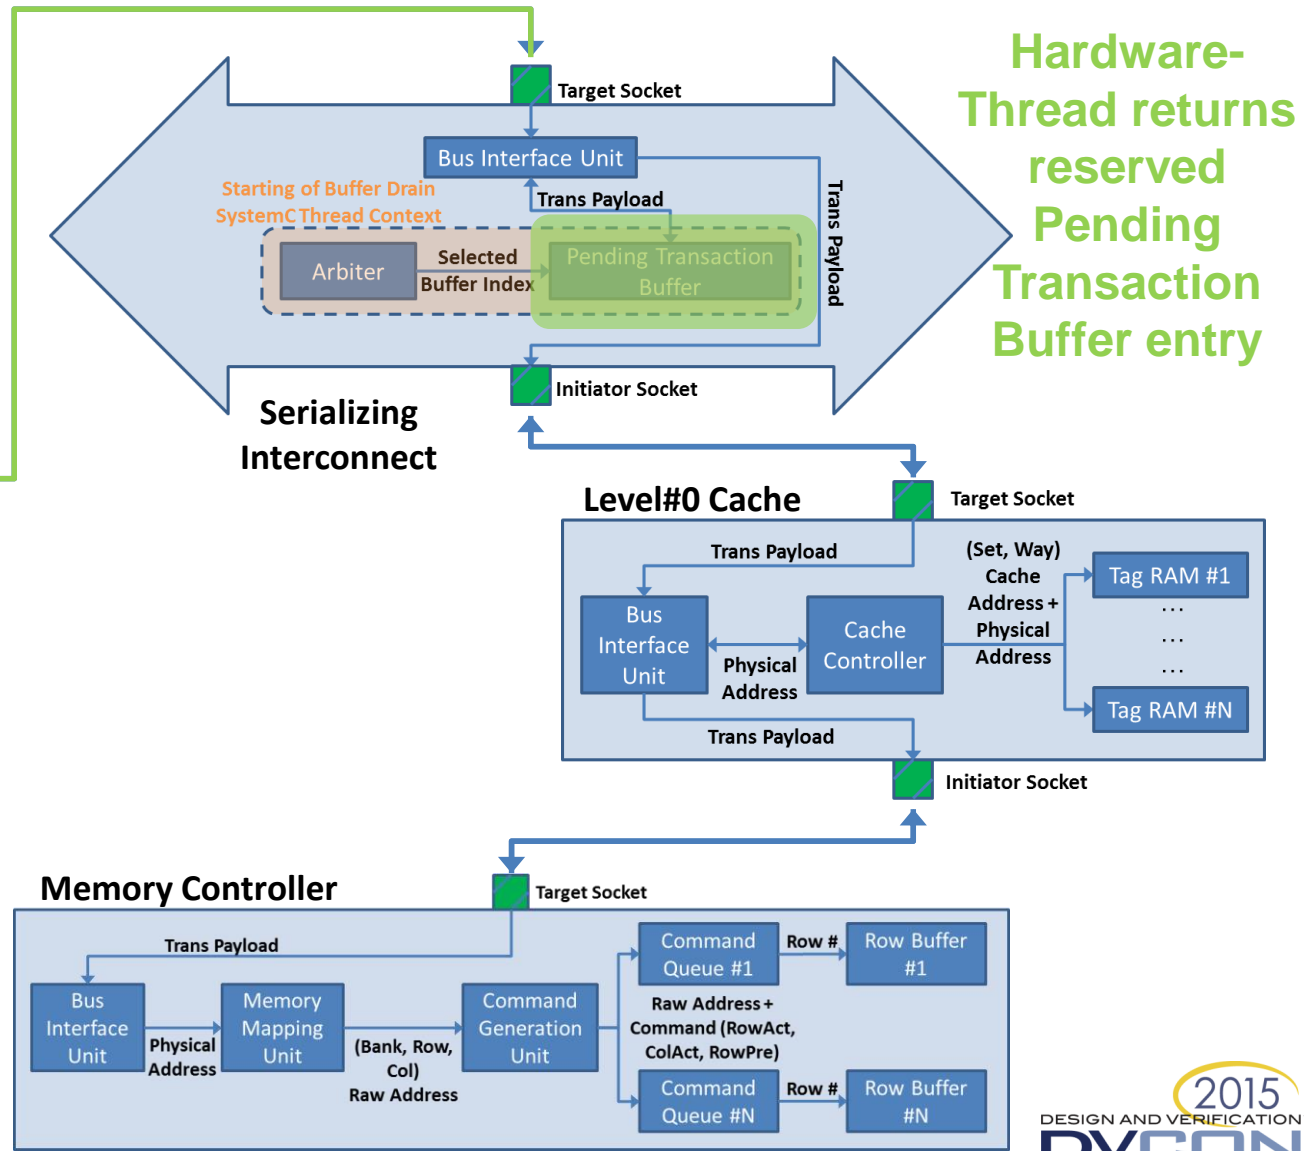 Hardware-
Thread returns
reserved
Pending
Transaction
Buffer entry
Target Socket
Bus Interface Unit
Starting of Buffer Drain
SystemC Thread Context
Trans Payload
Trans Payload
Arbiter
Selected
Buffer Index
Pending Transaction
Buffer
Initiator Socket
Serializing
Interconnect
Level#0 Cache
Target Socket
Trans Payload
(Set, Way)
Cache
Address +
Physical
Address
Tag RAM #1
...
...
...
Tag RAM #N
Bus
Interface
Unit
Physical
Address
Cache
Controller
Trans Payload
Initiator Socket
Memory Controller
Target Socket
Trans Payload
Bus
Interface
Unit
Physical
Address
Memory
Mapping
Unit
(Bank, Row,
Col)
Raw Address
Command
Generation
Unit
Command
Queue #1
Row #
Row Buffer
#1
Raw Address +
Command (RowAct,
ColAct, RowPre)
Command
Queue #N
Row #
Row Buffer
#N
2015
DESIGN AND VERIFICATION
DVCON